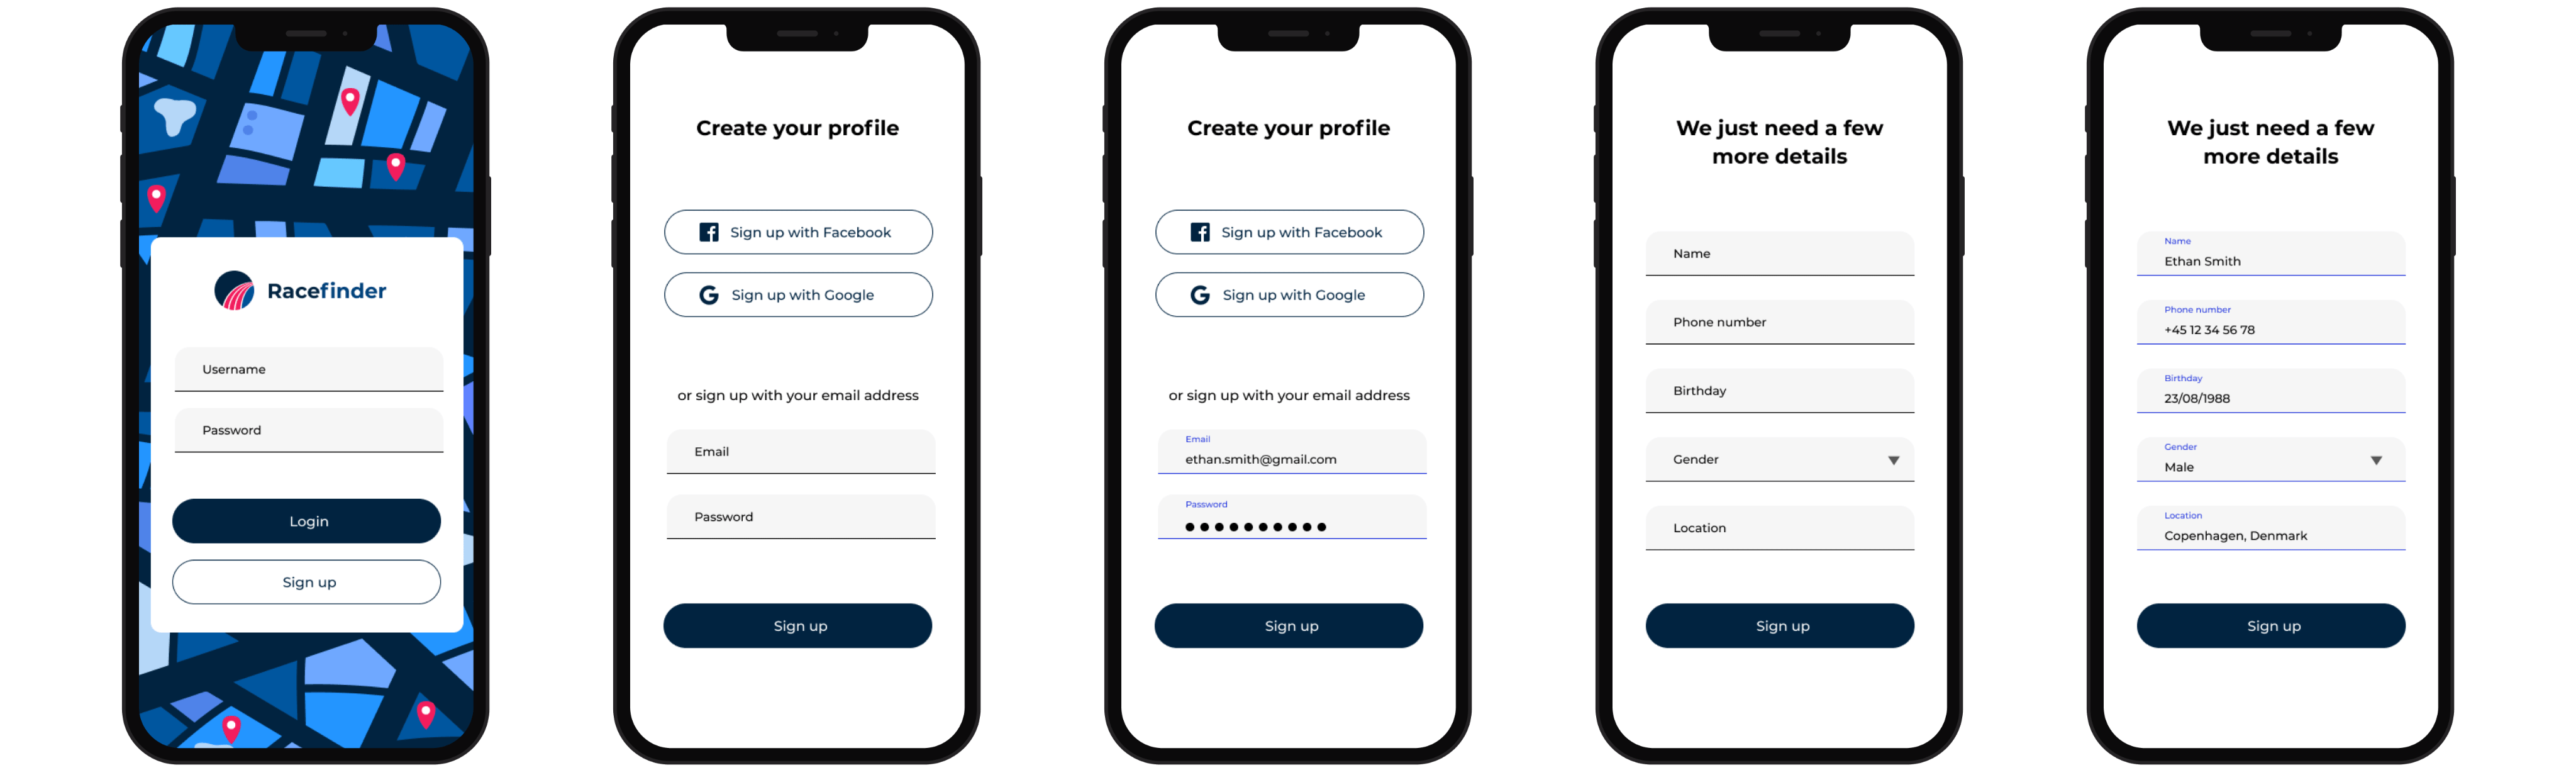 Racefinder
Username
Password
Login
Sign up
Create your profile
Sign up with Facebook
Sign up with Google
or sign up with your email address
Email
Password
Sign up
Create your profile
Sign up with Facebook
Sign up with Google
or sign up with your email address
Email
ethan.smith@gmail.com
Password
Sign up
We just need a few
more details
Name
Phone number
Birthday
Gender
Location
Sign up
We just need a few
more details
Name
Ethan Smith
Phone number
+45 12 34 56 78
Birthday
23/08/1988
Gender
Male
Location
Copenhagen, Denmark
Sign up